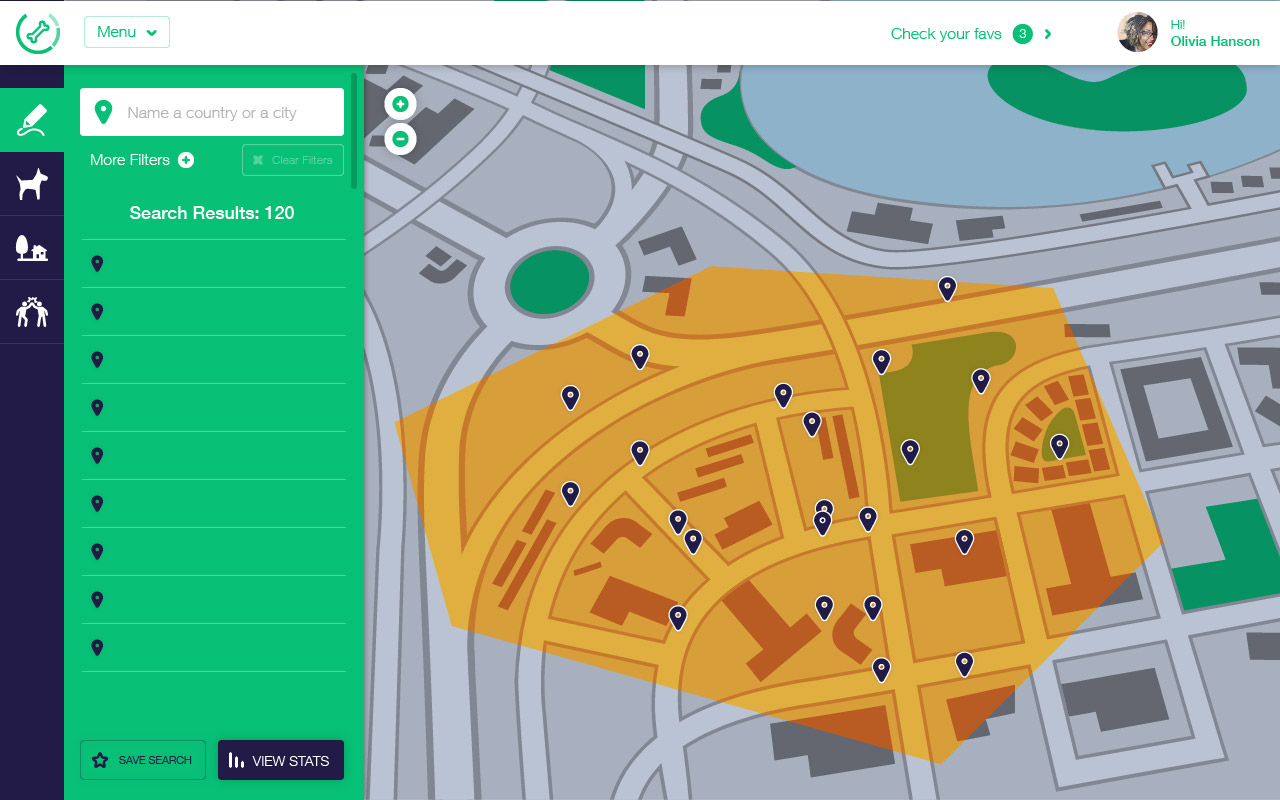 Menu
Check your favs 3
Hi!
Olivia Hanson
Name a country or a city
More Filters
Clear Filters
Search Results: 120
SAVE SEARCH
VIEW STATS